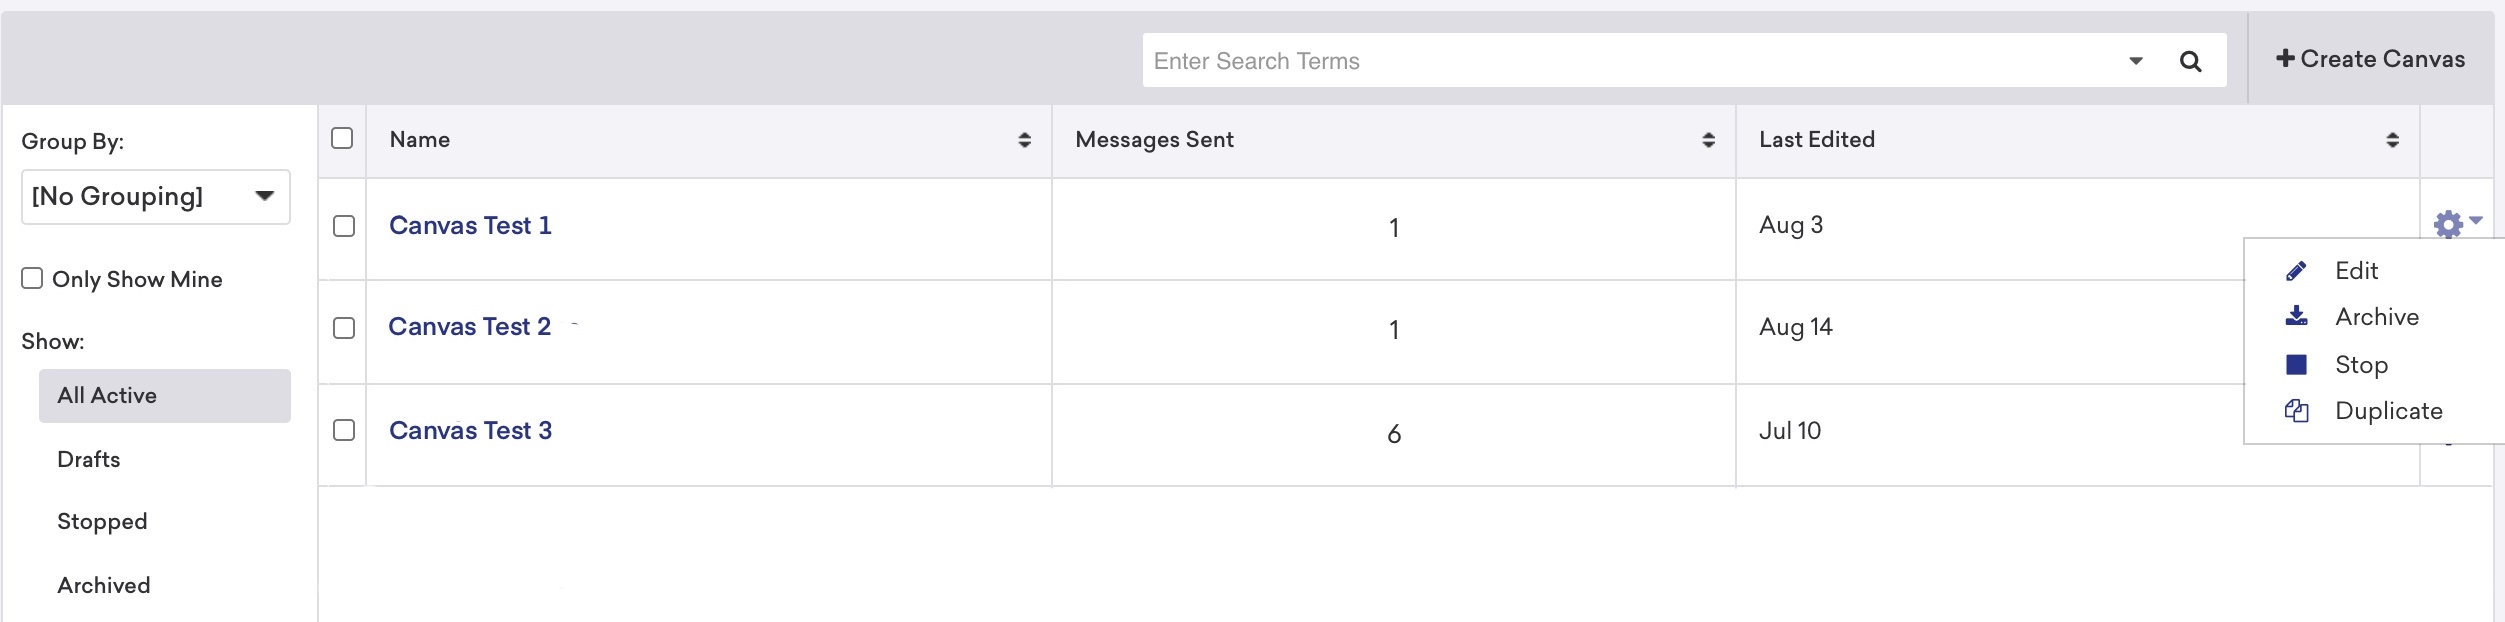 Enter Search Terms
Create Canvas
Group By:
[No Grouping]
Only Show Mine
Show:
All Active
Drafts
Stopped
Archived
Name Messages Sent Last Edited
Canvas Test 1 1 Aug 3
Canvas Test 2 1 Aug 14
Canvas Test 3 6 Jul 10
Edit
Archive
Stop
Duplicate